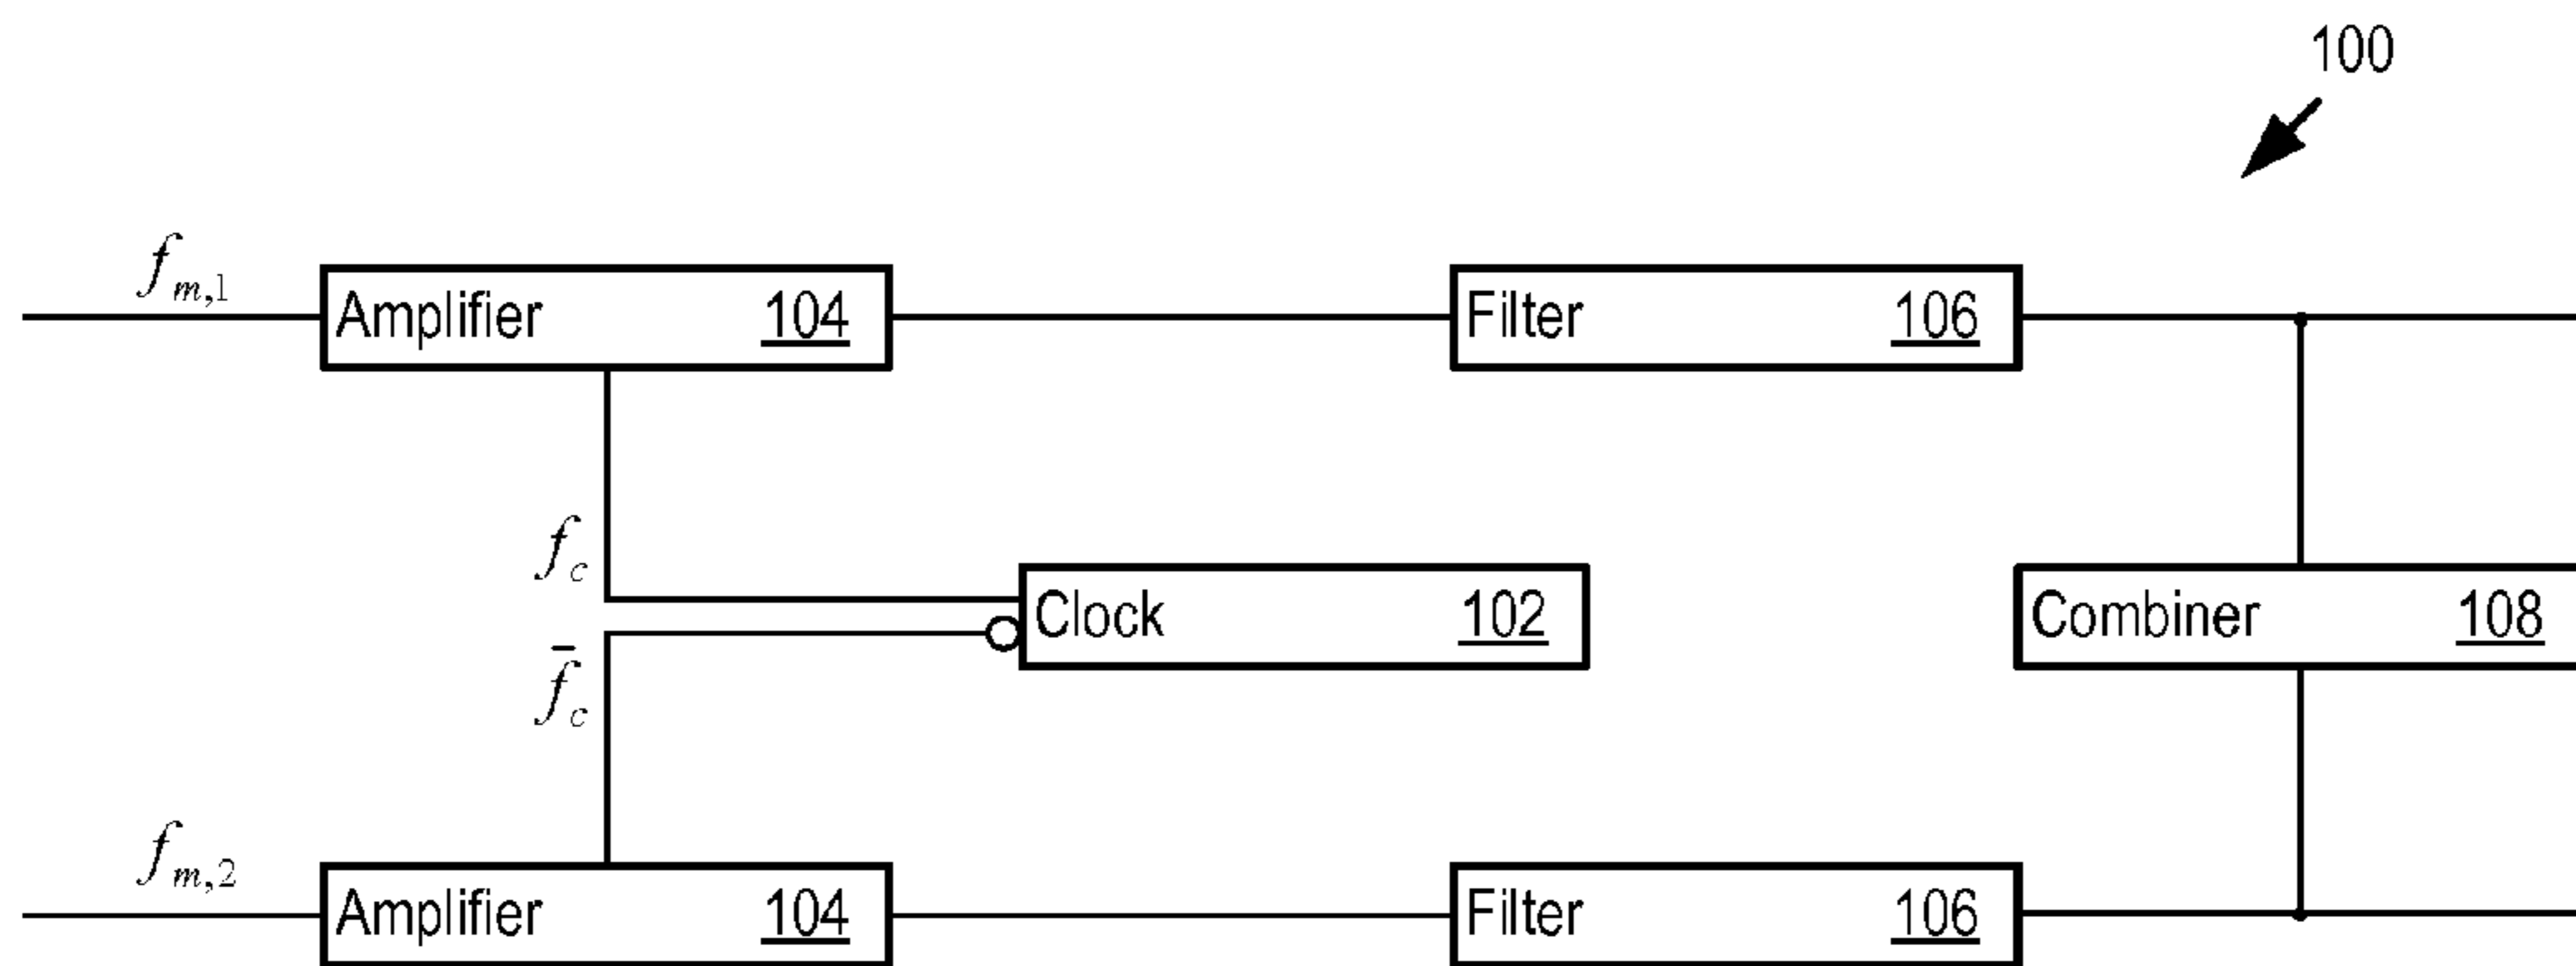 100
f_{m,1}
Amplifier 104
Filter 106
f_c
Clock 102
Combiner 108
f̄_c
f_{m,2}
Amplifier 104
Filter 106